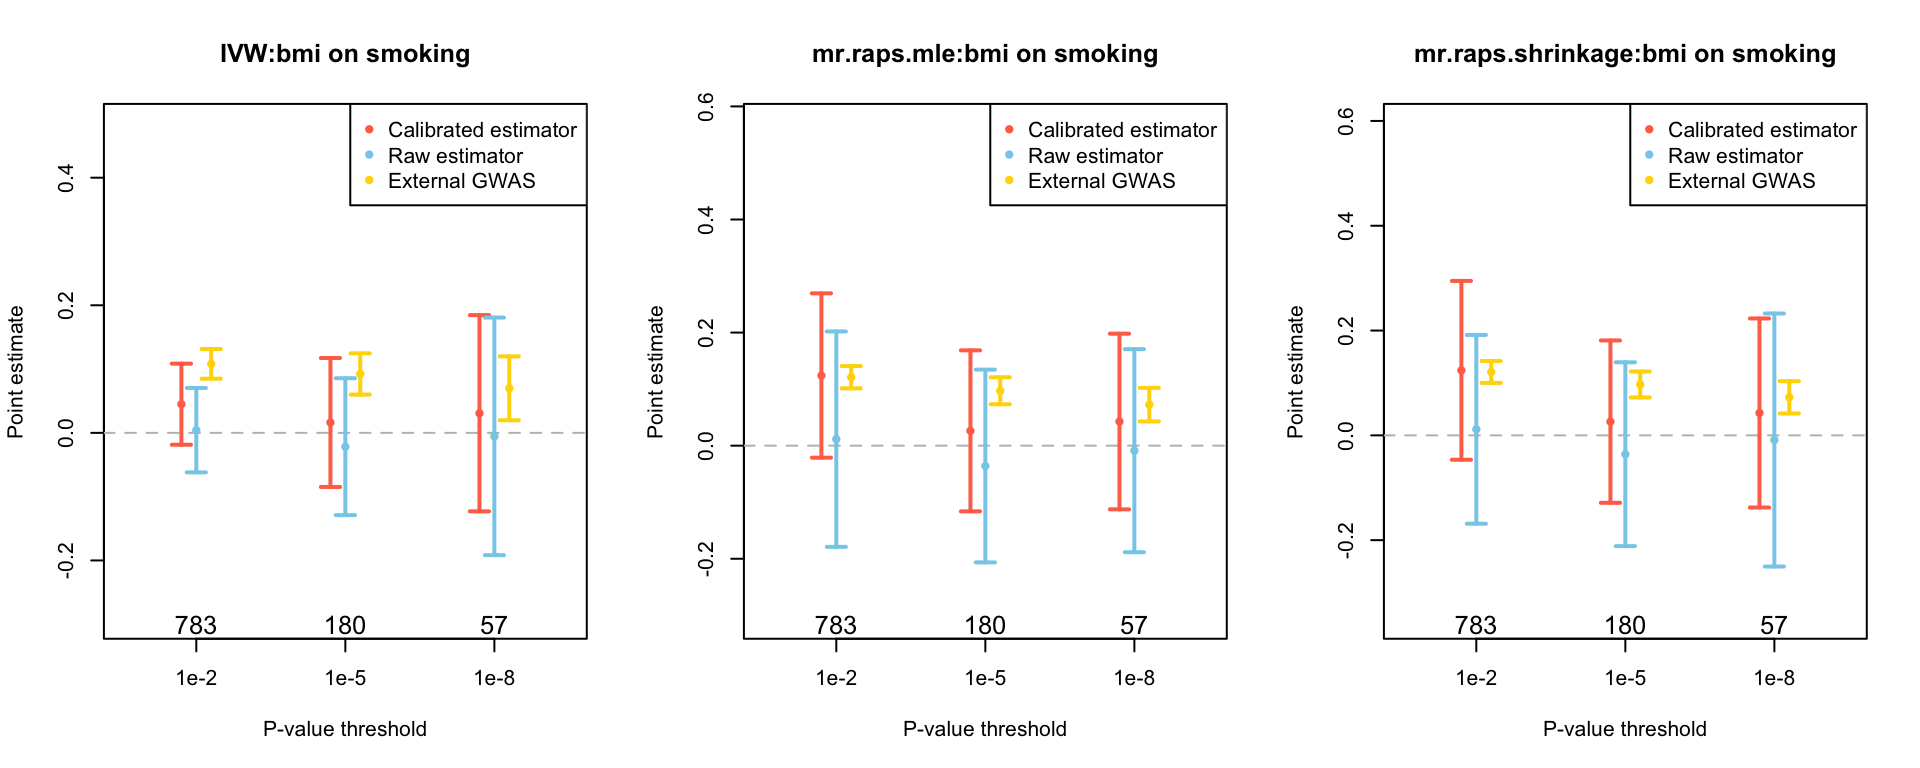 IVW:bmi on smoking
Calibrated estimator
Raw estimator
External GWAS
Point estimate
0.4
0.2
0.0
-0.2
783 180 57
1e-2 1e-5 1e-8
P-value threshold
mr.raps.mle:bmi on smoking
Calibrated estimator
Raw estimator
External GWAS
Point estimate
0.6
0.4
0.2
0.0
-0.2
783 180 57
1e-2 1e-5 1e-8
P-value threshold
mr.raps.shrinkage:bmi on smoking
Calibrated estimator
Raw estimator
External GWAS
Point estimate
0.6
0.4
0.2
0.0
-0.2
783 180 57
1e-2 1e-5 1e-8
P-value threshold